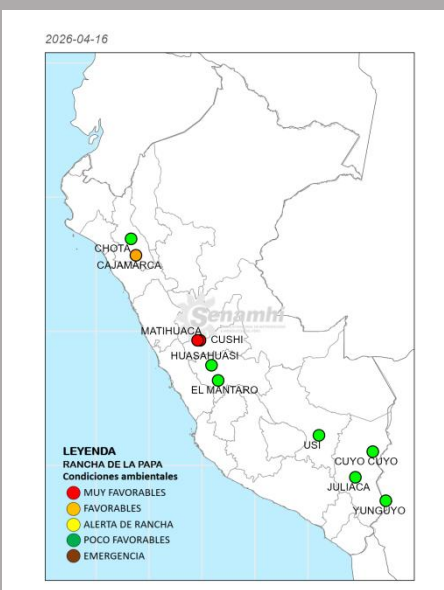 2026-04-16
CHOTA
CAJAMARCA
Senamhi
MATIHUACA
CUSHI
HUASAHUASI
EL MANTARO
USI
CUYO CUYO
JULIACA
YUNGUYO
LEYENDA
RANCHA DE LA PAPA
Condiciones ambientales
MUY FAVORABLES
FAVORABLES
ALERTA DE RANCHA
POCO FAVORABLES
EMERGENCIA